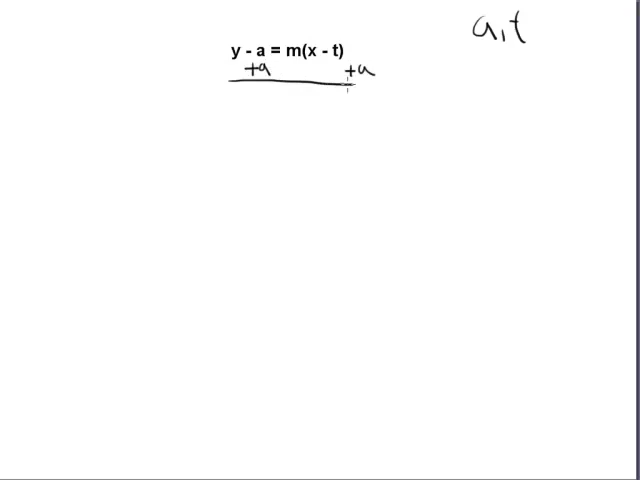 a, t
y - a = m(x - t)
+a +a